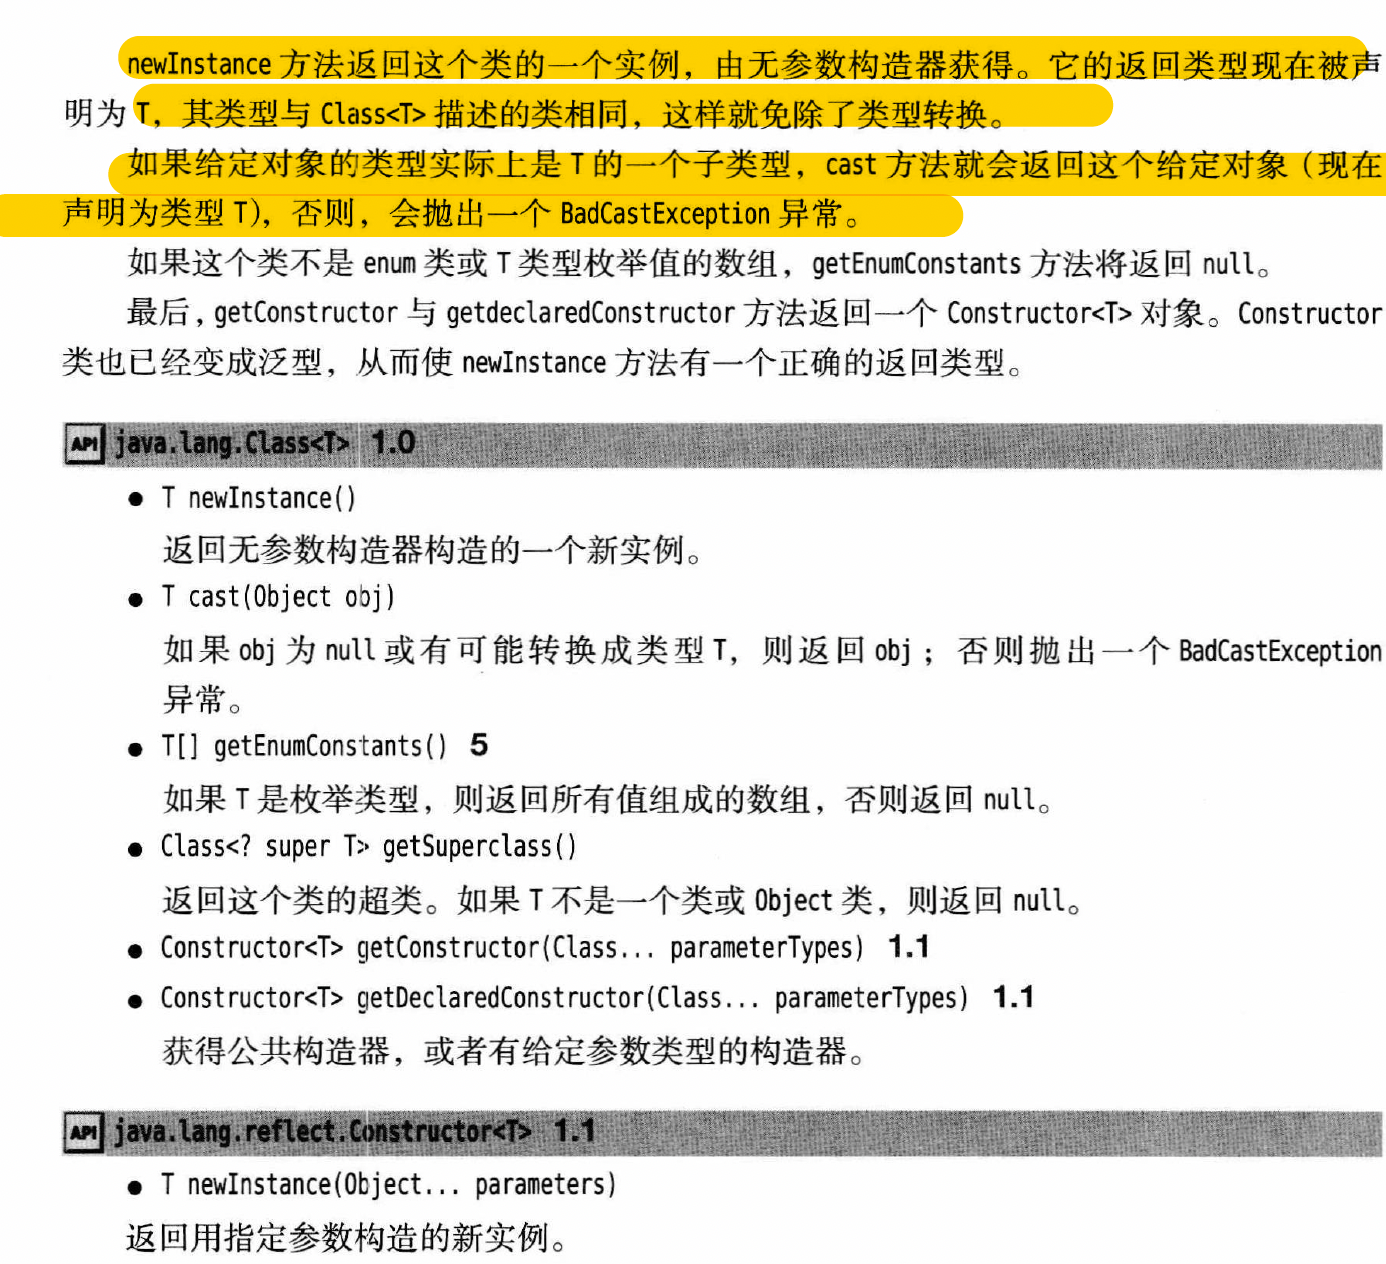 newInstance 方法返回这个类的一个实例，由无参数构造器获得。它的返回类型现在被声
明为 T，其类型与 Class<T> 描述的类相同，这样就免除了类型转换。
如果给定对象的类型实际上是 T 的一个子类型，cast 方法就会返回这个给定对象（现在
声明为类型 T），否则，会抛出一个 BadCastException 异常。
如果这个类不是 enum 类或 T 类型枚举值的数组，getEnumConstants 方法将返回 null。
最后，getConstructor 与 getdeclaredConstructor 方法返回一个 Constructor<T> 对象。Constructor
类也已经变成泛型，从而使 newInstance 方法有一个正确的返回类型。
API java.lang.Class<T> 1.0
● T newInstance()
返回无参数构造器构造的一个新实例。
● T cast(Object obj)
如果 obj 为 null 或有可能转换成类型 T，则返回 obj；否则抛出一个 BadCastException
异常。
● T[] getEnumConstants() 5
如果 T 是枚举类型，则返回所有值组成的数组，否则返回 null。
● Class<? super T> getSuperclass()
返回这个类的超类。如果 T 不是一个类或 Object 类，则返回 null。
● Constructor<T> getConstructor(Class... parameterTypes) 1.1
● Constructor<T> getDeclaredConstructor(Class... parameterTypes) 1.1
获得公共构造器，或者有给定参数类型的构造器。
API java.lang.reflect.Constructor<T> 1.1
● T newInstance(Object... parameters)
返回用指定参数构造的新实例。